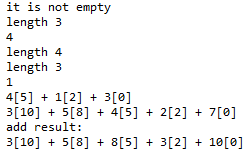 it is not empty
length 3
4
length 4
length 3
1
4[5] + 1[2] + 3[0]
3[10] + 5[8] + 4[5] + 2[2] + 7[0]
add result:
3[10] + 5[8] + 8[5] + 3[2] + 10[0]